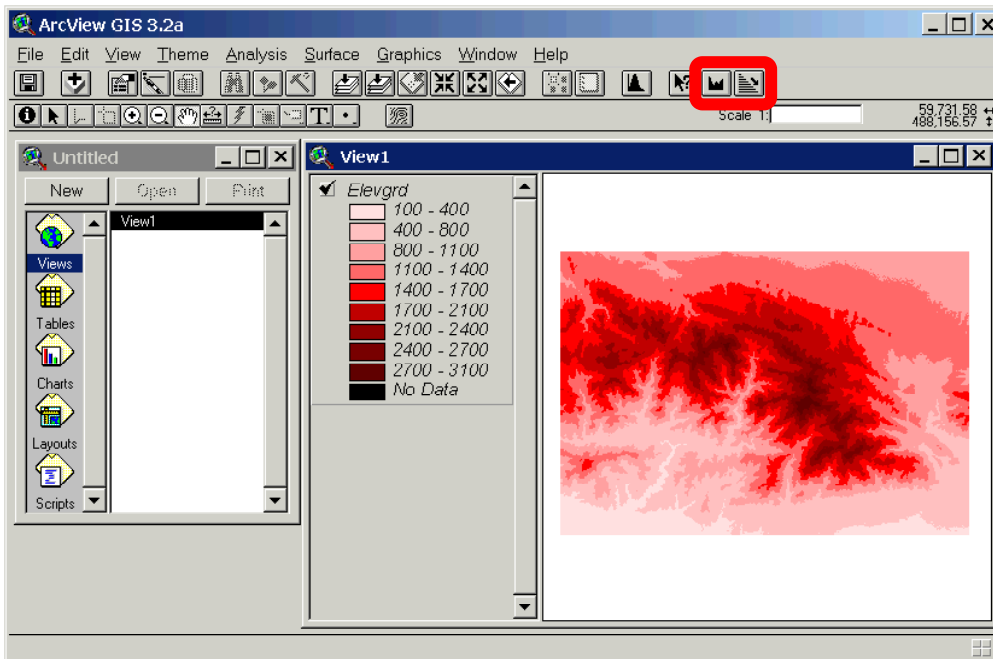 ArcView GIS 3.2a
File Edit View Theme Analysis Surface Graphics Window Help
Scale 1:
59,731.58
488,156.57
Untitled
New Open Print
Views
Tables
Charts
Layouts
Scripts
View1
View1
Elevgrd
100 - 400
400 - 800
800 - 1100
1100 - 1400
1400 - 1700
1700 - 2100
2100 - 2400
2400 - 2700
2700 - 3100
No Data